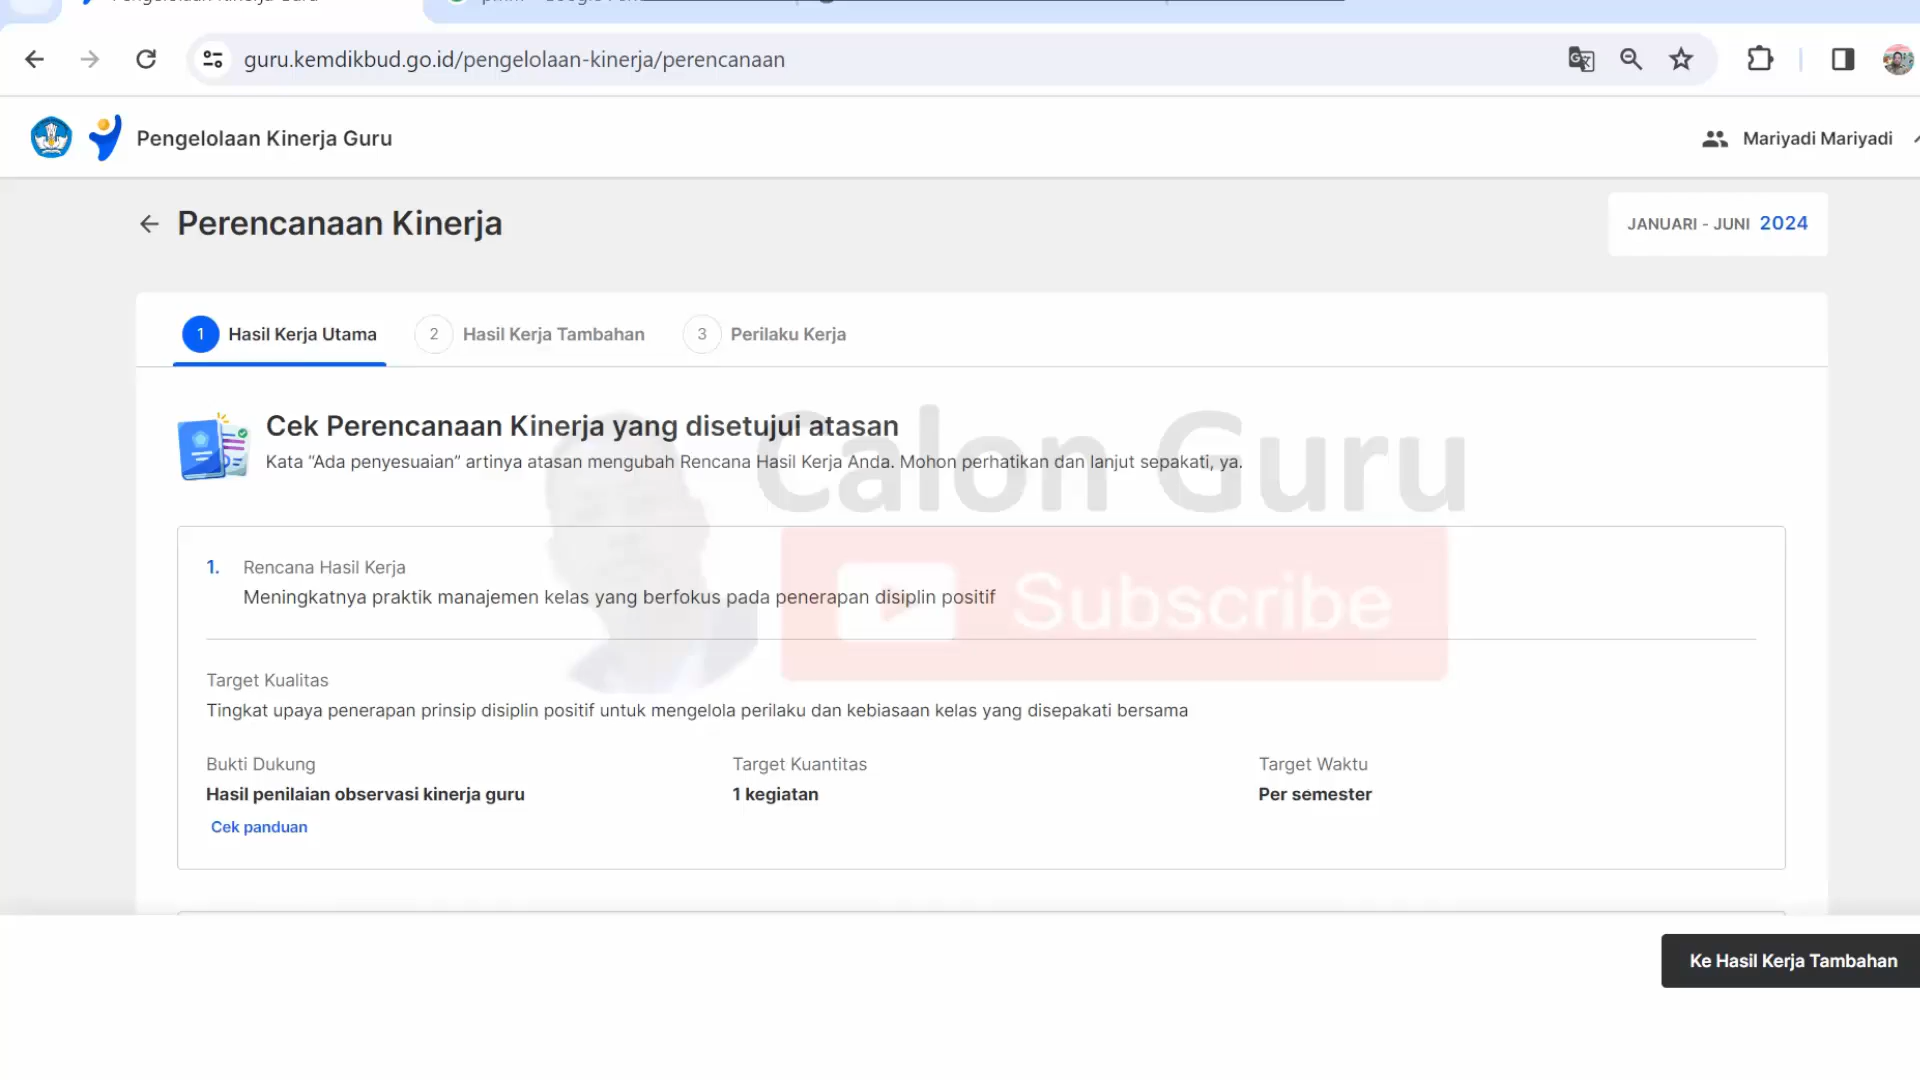 guru.kemdikbud.go.id/pengelolaan-kinerja/perencanaan
Pengelolaan Kinerja Guru
Mariyadi Mariyadi
Perencanaan Kinerja
JANUARI - JUNI 2024
1 Hasil Kerja Utama
2 Hasil Kerja Tambahan
3 Perilaku Kerja
Cek Perencanaan Kinerja yang disetujui atasan
Kata “Ada penyesuaian” artinya atasan mengubah Rencana Hasil Kerja Anda. Mohon perhatikan dan lanjut sepakati, ya.
Calon Guru
Subscribe
1. Rencana Hasil Kerja
Meningkatnya praktik manajemen kelas yang berfokus pada penerapan disiplin positif
Target Kualitas
Tingkat upaya penerapan prinsip disiplin positif untuk mengelola perilaku dan kebiasaan kelas yang disepakati bersama
Bukti Dukung
Hasil penilaian observasi kinerja guru
Cek panduan
Target Kuantitas
1 kegiatan
Target Waktu
Per semester
Ke Hasil Kerja Tambahan